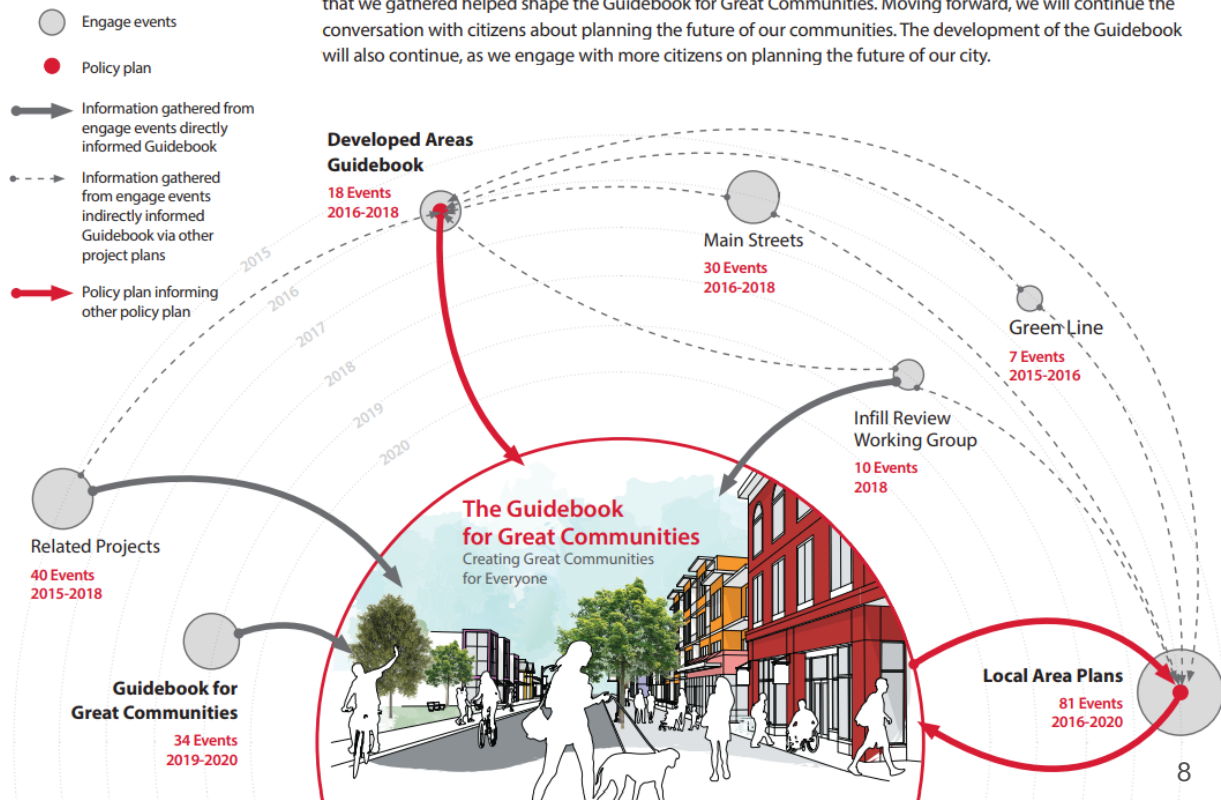 that we gathered helped shape the Guidebook for Great Communities. Moving forward, we will continue the
conversation with citizens about planning the future of our communities. The development of the Guidebook
will also continue, as we engage with more citizens on planning the future of our city.
Engage events
Policy plan
Information gathered from
engage events directly
informed Guidebook
Information gathered
from engage events
indirectly informed
Guidebook via other
project plans
Policy plan informing
other policy plan
Developed Areas
Guidebook
18 Events
2016-2018
Main Streets
30 Events
2016-2018
Green Line
7 Events
2015-2016
Infill Review
Working Group
10 Events
2018
2015
2016
2017
2018
2019
2020
Related Projects
40 Events
2015-2018
Guidebook for
Great Communities
34 Events
2019-2020
The Guidebook
for Great Communities
Creating Great Communities
for Everyone
Local Area Plans
81 Events
2016-2020
8